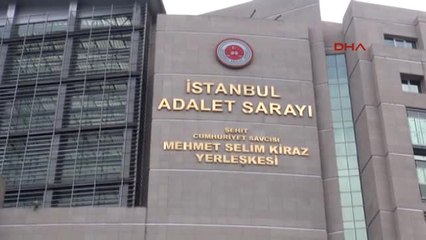 DHA
İSTANBUL
ADALET SARAYI
ŞEHİT
CUMHURİYET SAVCISI
MEHMET SELİM KİRAZ
YERLEŞKESİ